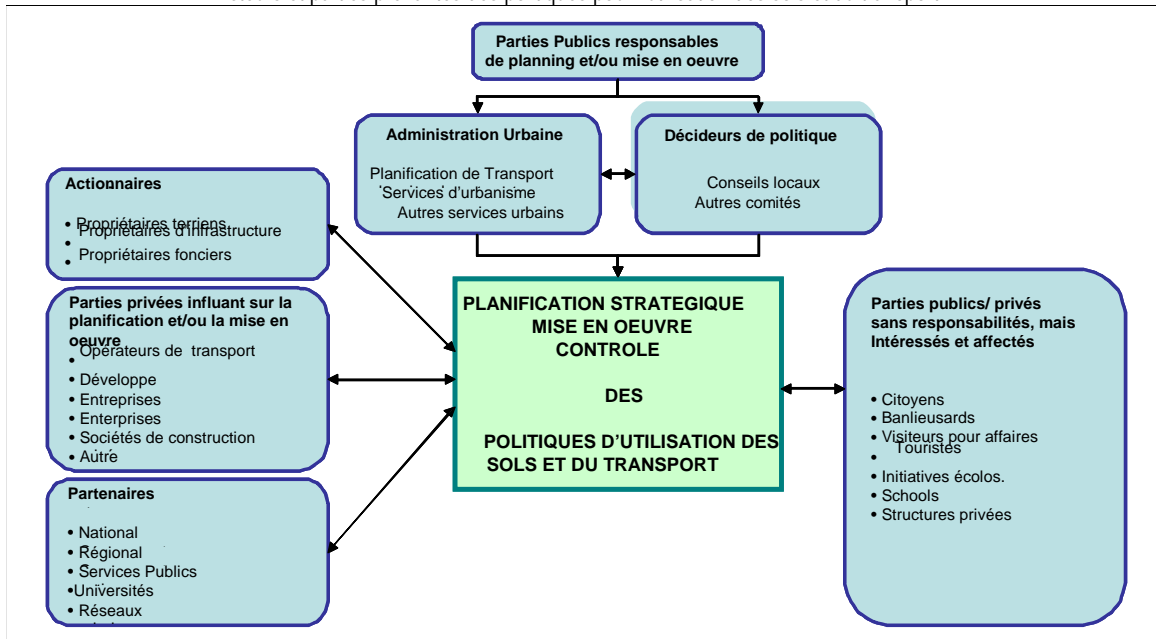 Parties Publics responsables
de planning et/ou mise en oeuvre
Administration Urbaine
Planification de Transport
Services d'urbanisme
Autres services urbains
Décideurs de politique
Conseils locaux
Autres comités
Actionnaires
• Propriétaires terriens
• Propriétaires d'infrastructure
• Propriétaires fonciers
Parties privées influant sur la
planification et/ou la mise en
oeuvre
• Opérateurs de transport
• Développe
• Entreprises
• Enterprises
• Sociétés de construction
• Autre
Partenaires
• National
• Régional
• Services Publics
•Universités
• Réseaux
PLANIFICATION STRATEGIQUE
MISE EN OEUVRE
CONTROLE
DES
POLITIQUES D'UTILISATION DES
SOLS ET DU TRANSPORT
Parties publics/ privés
sans responsabilités, mais
Intéressés et affectés
• Citoyens
• Banlieusards
• Visiteurs pour affaires
• Touristes
• Initiatives écolos.
• Schools
• Structures privées